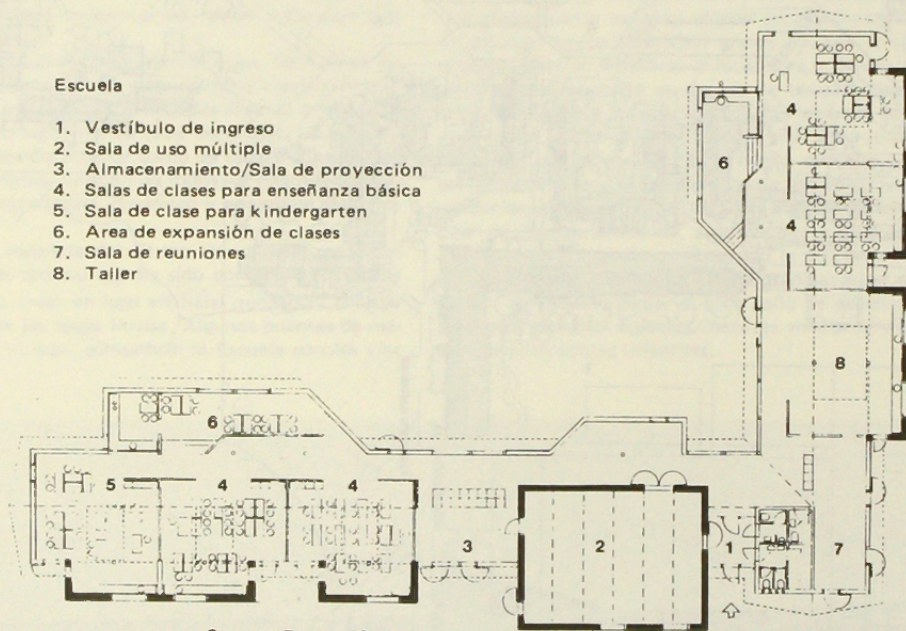 Escuela
1. Vestíbulo de ingreso
2. Sala de uso múltiple
3. Almacenamiento/Sala de proyección
4. Salas de clases para enseñanza básica
5. Sala de clase para kindergarten
6. Area de expansión de clases
7. Sala de reuniones
8. Taller
4
6
4
8
6
5
4
4
3
2
1
7